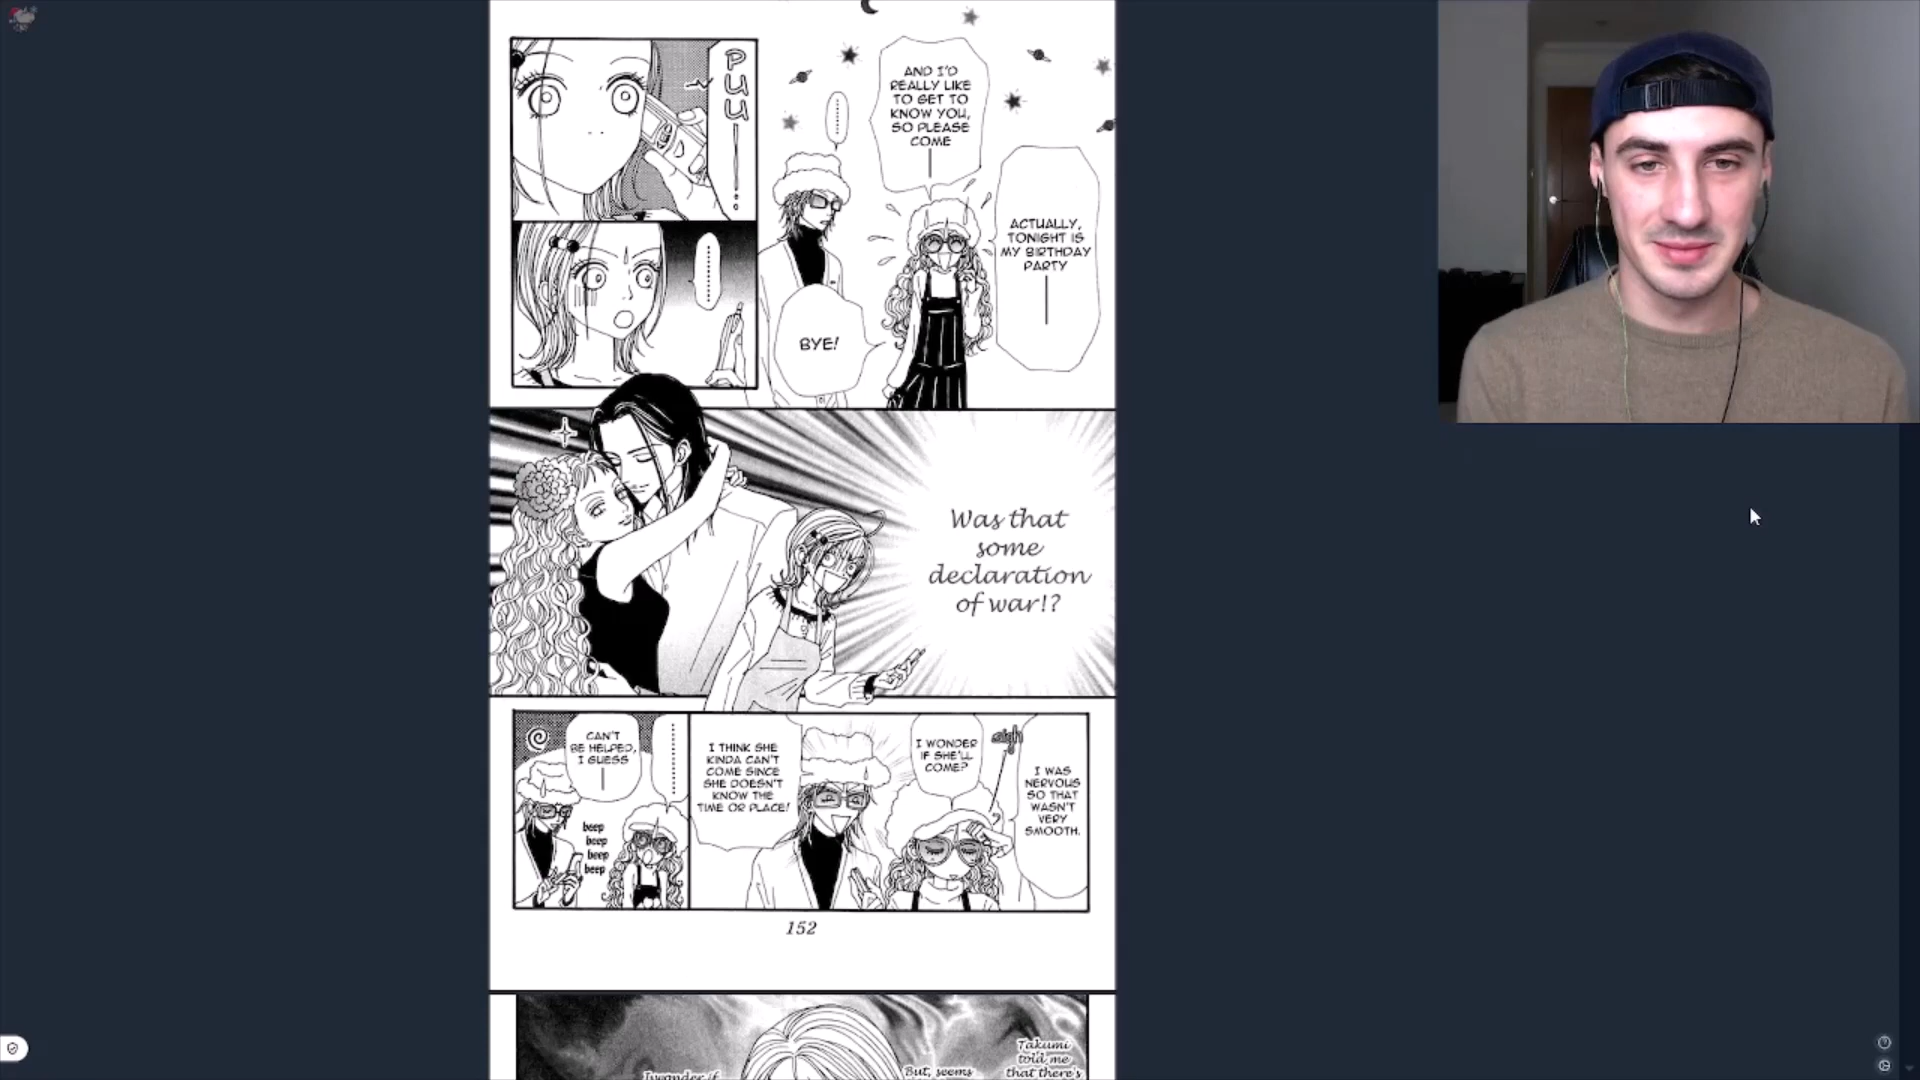 AND I'D
REALLY LIKE
TO GET TO
KNOW YOU,
SO PLEASE
COME
ACTUALLY,
TONIGHT IS
MY BIRTHDAY
PARTY
BYE!
PUU
Was that
some
declaration
of war!?
I WAS
NERVOUS
SO THAT
WASN'T
VERY
SMOOTH.
sigh
I WONDER
IF SHE'LL
COME?
I THINK SHE
KINDA CAN'T
COME SINCE
SHE DOESN'T
KNOW THE
TIME OR PLACE!
CAN'T
BE HELPED,
I GUESS
beep
beep
beep
beep
152
Takumi
told me
that there's
But, seems
I wonder if